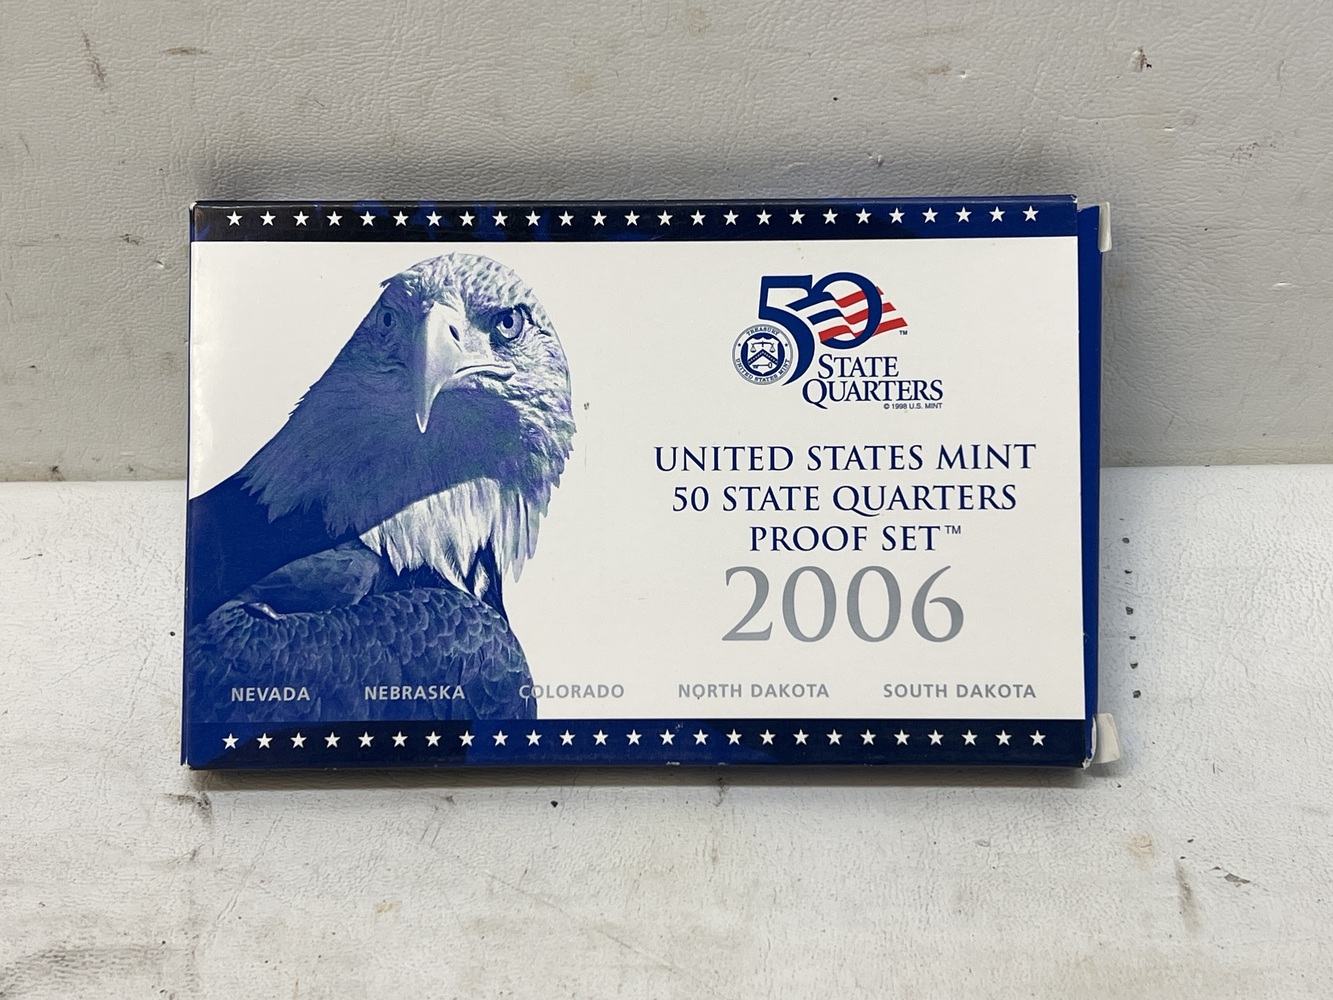 50
™
TREASURY
UNITED STATES MINT
STATE
QUARTERS
© 1998 U.S. MINT
UNITED STATES MINT
50 STATE QUARTERS
PROOF SET™
2006
NEVADA NEBRASKA COLORADO NORTH DAKOTA SOUTH DAKOTA